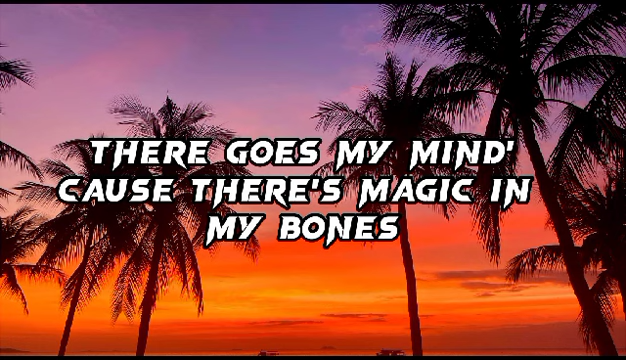 THERE GOES MY MIND'
CAUSE THERE'S MAGIC IN
MY BONES